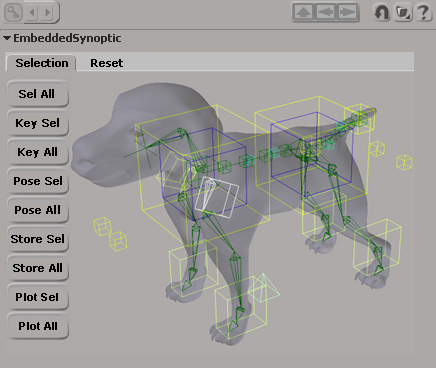 EmbeddedSynoptic
Selection Reset
Sel All
Key Sel
Key All
Pose Sel
Pose All
Store Sel
Store All
Plot Sel
Plot All